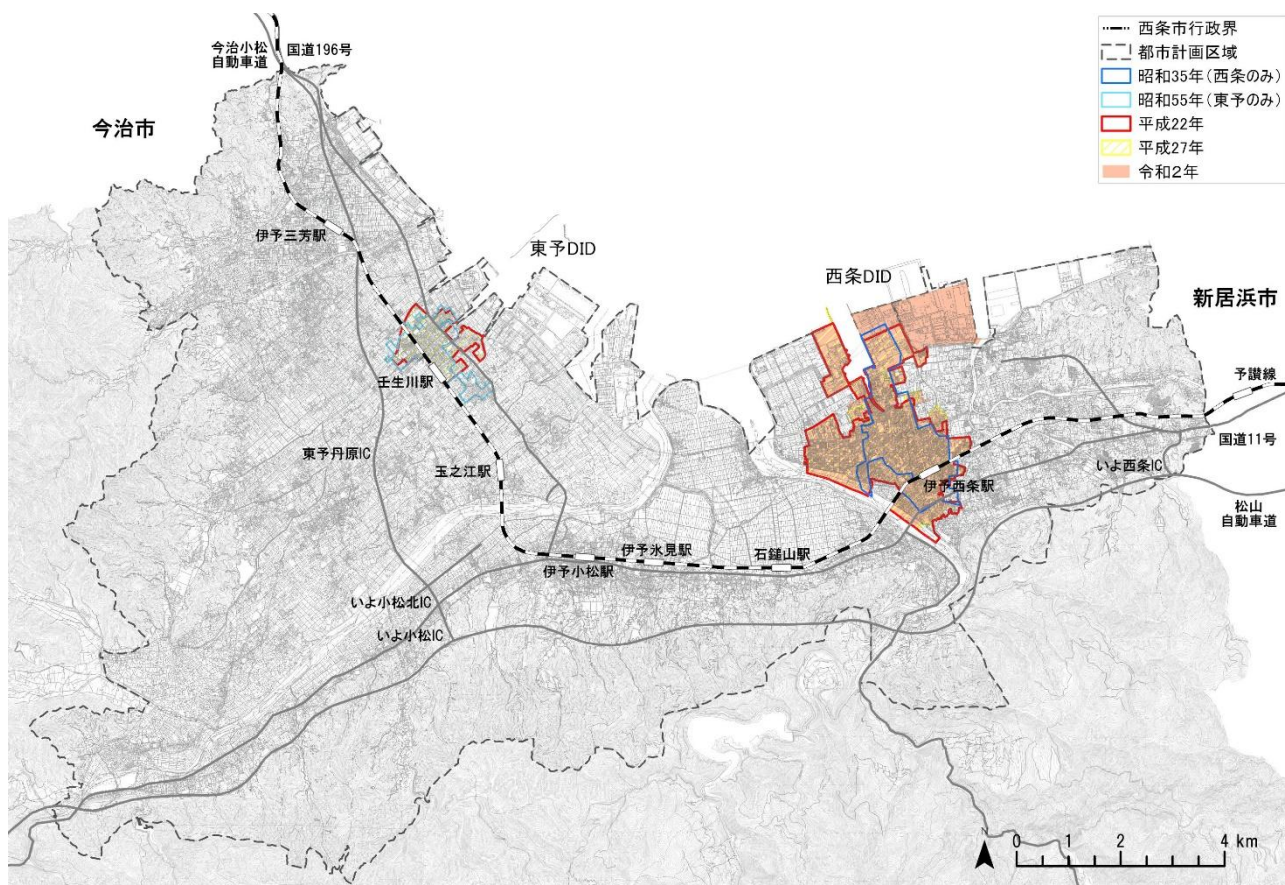 今治小松
自動車道
国道196号
西条市行政界
都市計画区域
昭和35年(西条のみ)
昭和55年(東予のみ)
平成22年
平成27年
令和2年
今治市
伊予三芳駅
東予DID
西条DID
新居浜市
壬生川駅
予讃線
国道11号
東予丹原IC
玉之江駅
伊予西条駅
いよ西条IC
松山
自動車道
伊予氷見駅
石鎚山駅
伊予小松駅
いよ小松北IC
いよ小松IC
0 1 2 4 km